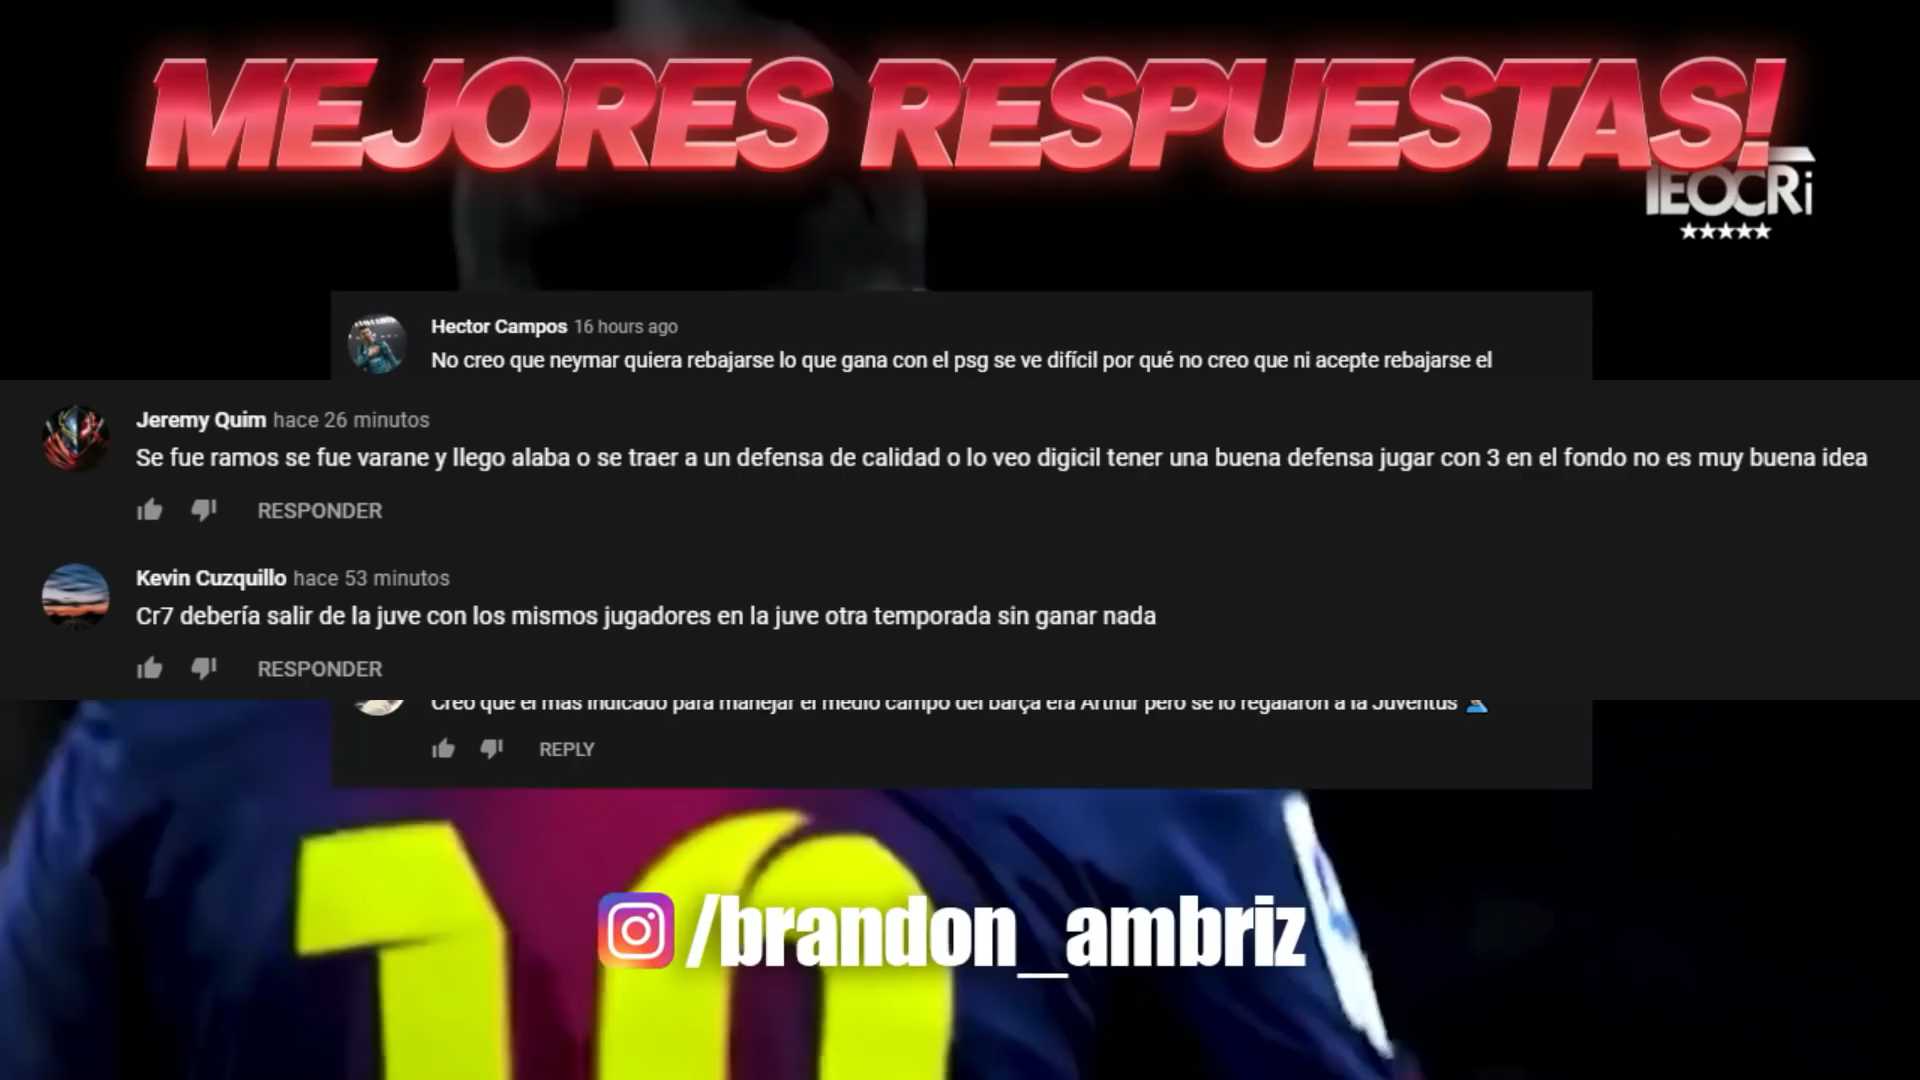 MEJORES RESPUESTAS!
TEOCRi
Hector Campos 16 hours ago
No creo que neymar quiera rebajarse lo que gana con el psg se ve difícil por qué no creo que ni acepte rebajarse el
Jeremy Quim hace 26 minutos
Se fue ramos se fue varane y llego alaba o se traer a un defensa de calidad o lo veo digicil tener una buena defensa jugar con 3 en el fondo no es muy buena idea
RESPONDER
Kevin Cuzquillo hace 53 minutos
Cr7 debería salir de la juve con los mismos jugadores en la juve otra temporada sin ganar nada
RESPONDER
Creo que el más indicado para manejar el medio campo del barça era Arthur pero se lo regalaron a la Juventus
REPLY
/brandon_ambriz
10